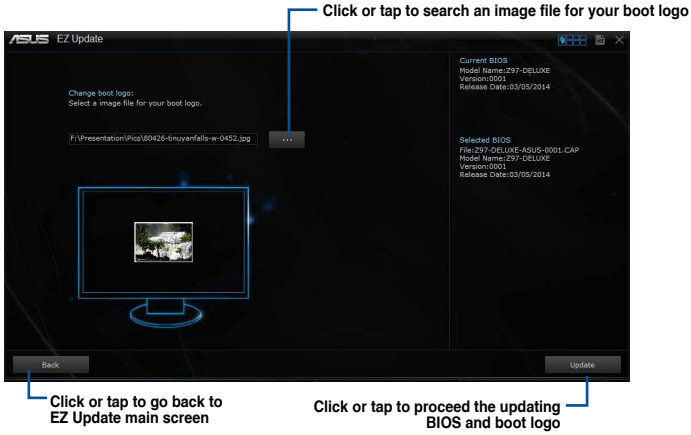 Click or tap to search an image file for your boot logo
ASUS EZ Update
Current BIOS
Model Name:Z97-DELUXE
Version:0001
Release Date:03/05/2014
Change boot logo:
Select a image file for your boot logo.
F:\Presentation\Pics\80426-tinuyanfalls-w-0452.jpg
...
Selected BIOS
File:Z97-DELUXE-ASUS-0001.CAP
Model Name:Z97-DELUXE
Version:0001
Release Date:03/05/2014
Back
Update
Click or tap to go back to
EZ Update main screen
Click or tap to proceed the updating
BIOS and boot logo